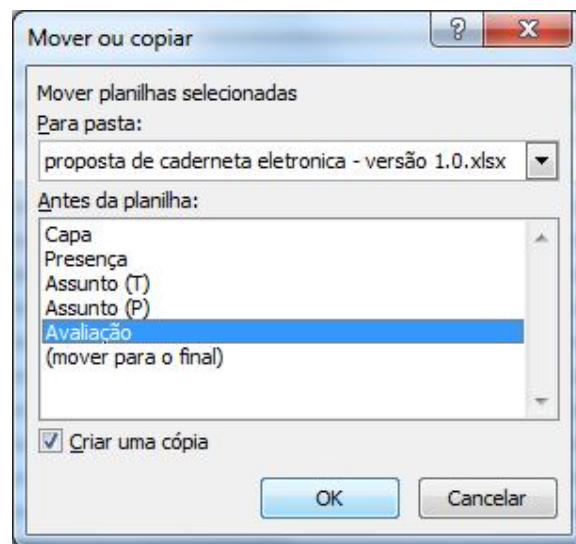 Mover ou copiar
Mover planilhas selecionadas
Para pasta:
proposta de caderneta eletronica - versão 1.0.xlsx
Antes da planilha:
Capa
Presença
Assunto (T)
Assunto (P)
Avaliação
(mover para o final)
Criar uma cópia
OK Cancelar